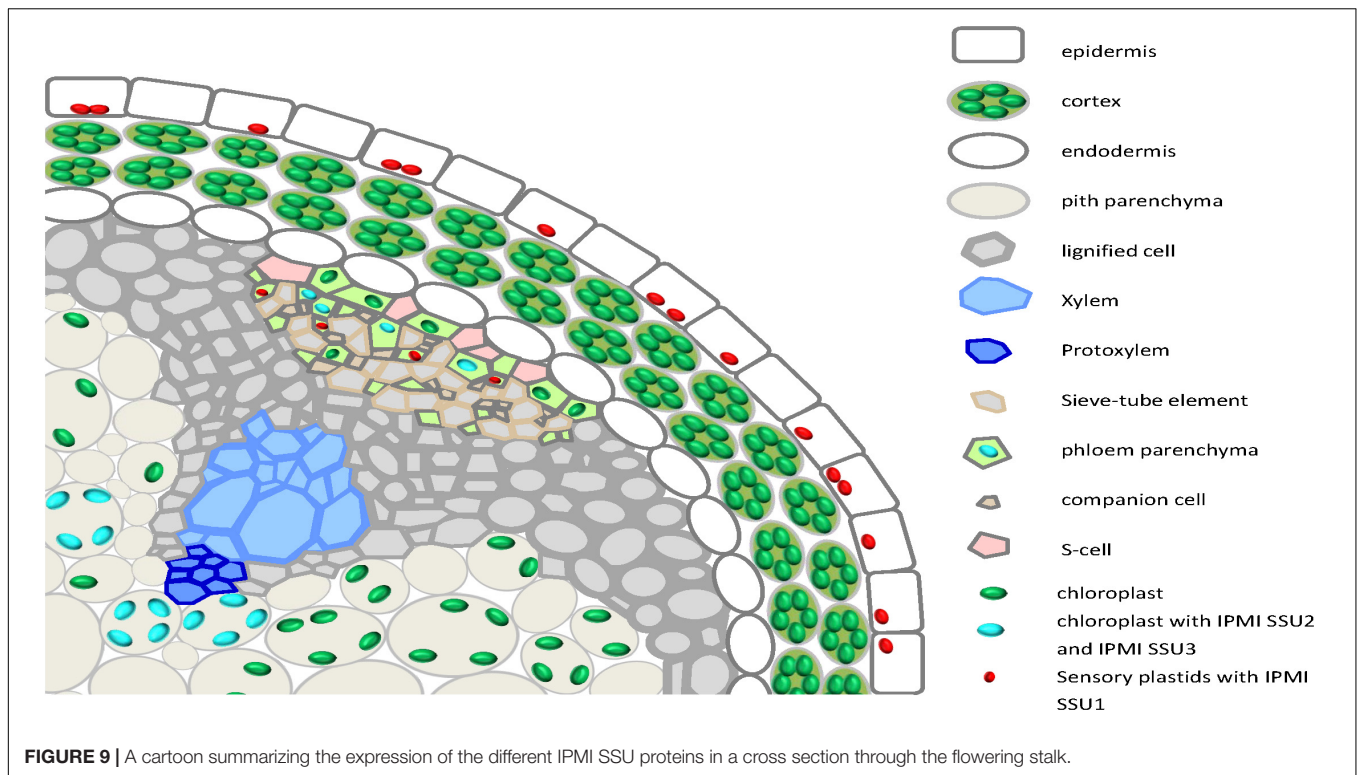 epidermis
cortex
endodermis
pith parenchyma
lignified cell
Xylem
Protoxylem
Sieve-tube element
phloem parenchyma
companion cell
S-cell
chloroplast
chloroplast with IPMI SSU2
and IPMI SSU3
Sensory plastids with IPMI
SSU1
FIGURE 9 | A cartoon summarizing the expression of the different IPMI SSU proteins in a cross section through the flowering stalk.